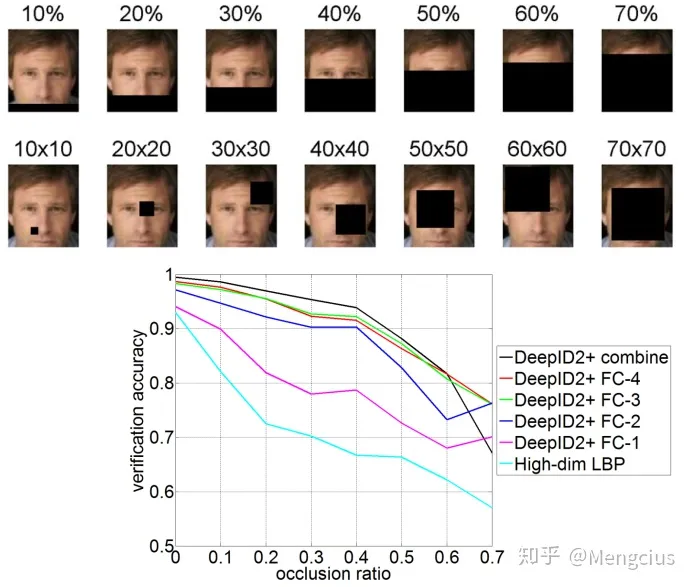 10% 20% 30% 40% 50% 60% 70%
10x10 20x20 30x30 40x40 50x50 60x60 70x70
1
0.9
0.8
0.7
0.6
0.5
verification accuracy
0 0.1 0.2 0.3 0.4 0.5 0.6 0.7
occlusion ratio
DeepID2+ combine
DeepID2+ FC-4
DeepID2+ FC-3
DeepID2+ FC-2
DeepID2+ FC-1
High-dim LBP
知乎 @Mengcius